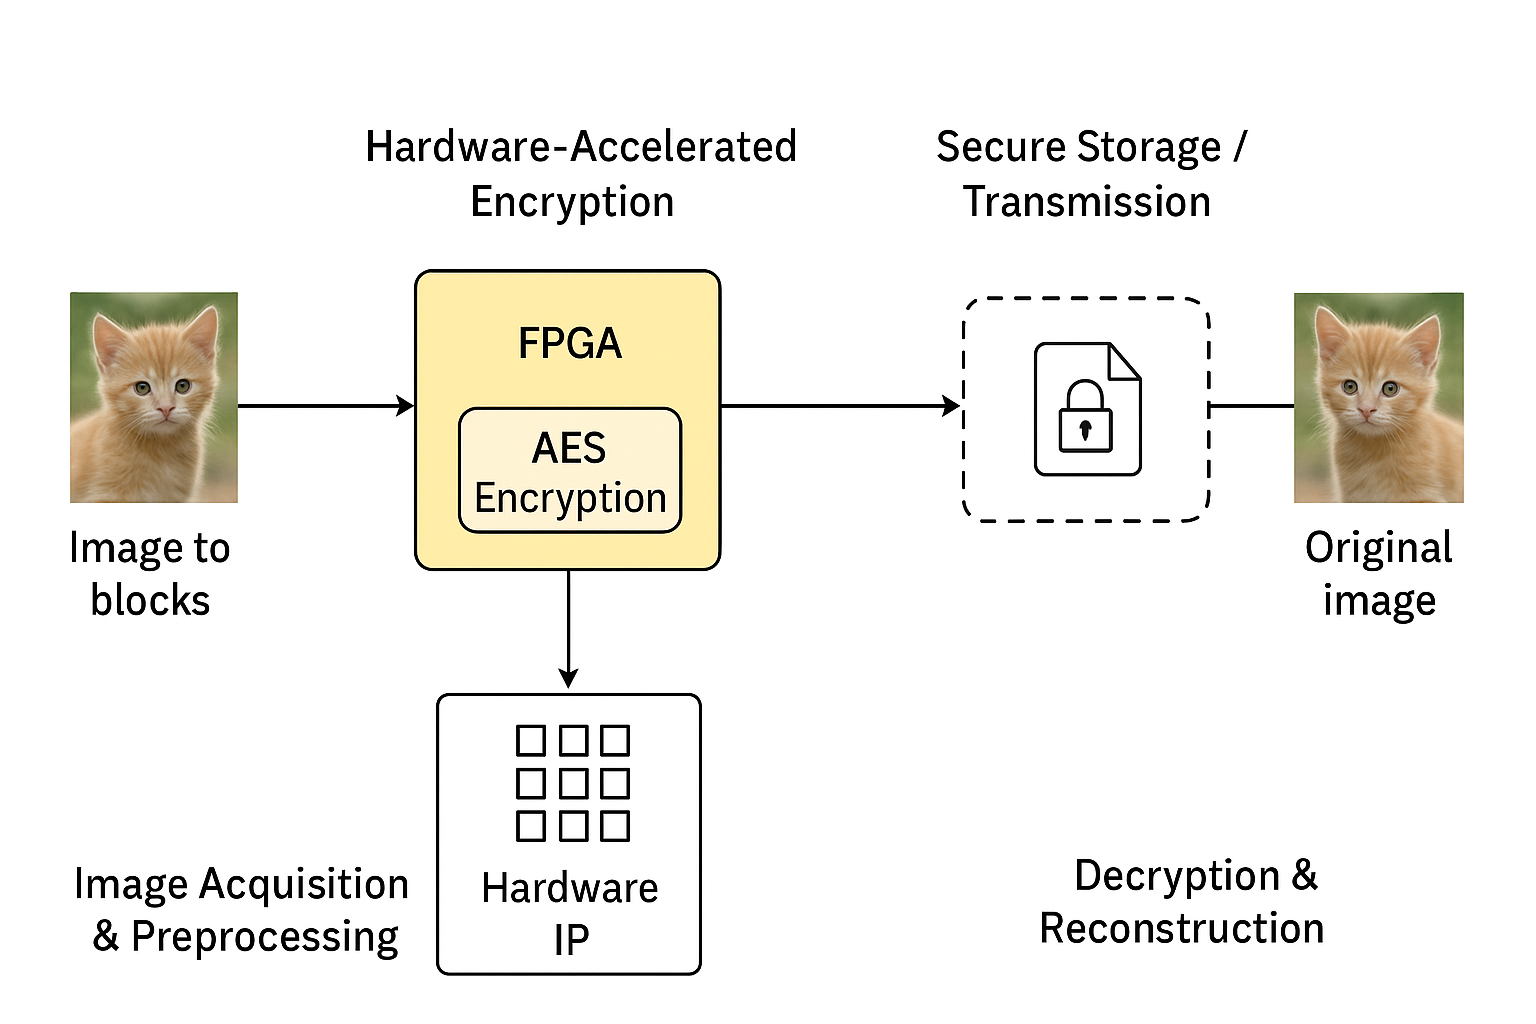 Hardware-Accelerated
Encryption
Secure Storage /
Transmission
FPGA
AES
Encryption
Image to
blocks
Original
image
Hardware
IP
Image Acquisition
& Preprocessing
Decryption &
Reconstruction